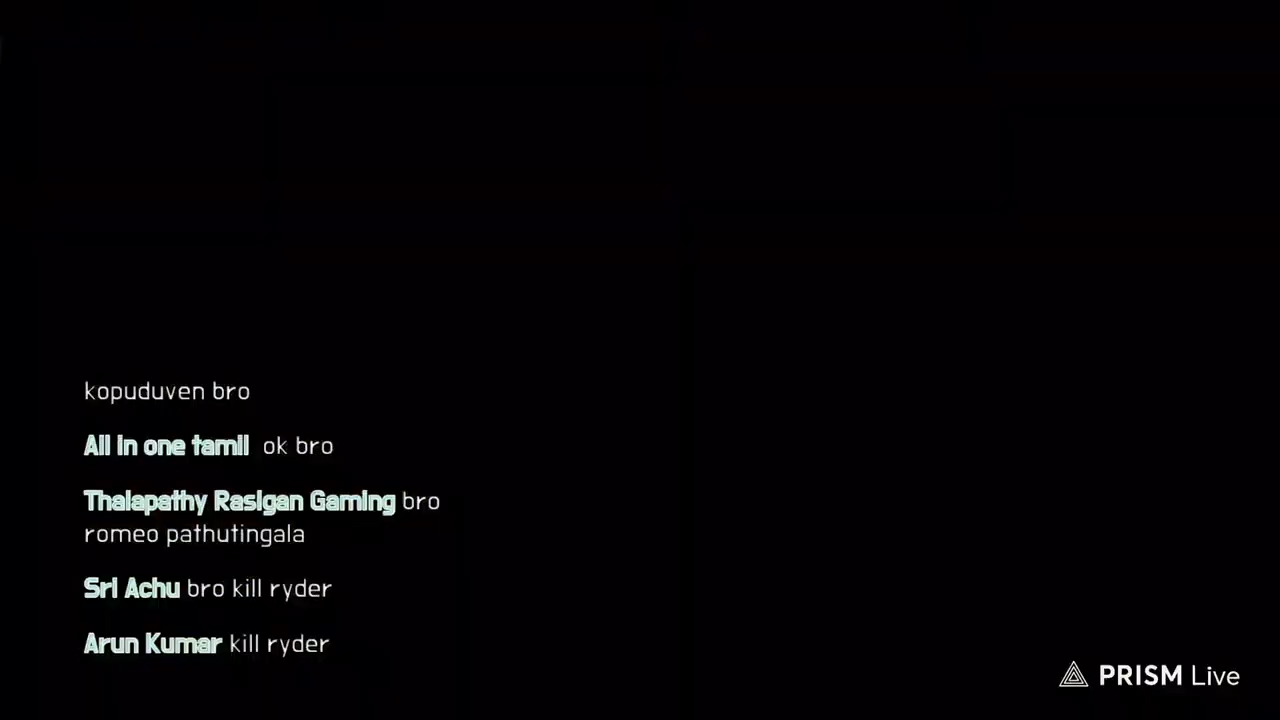 kopuduven bro
All in one tamil ok bro
Thalapathy Rasigan Gaming bro
romeo pathutingala
Sri Achu bro kill ryder
Arun Kumar kill ryder
PRISM Live